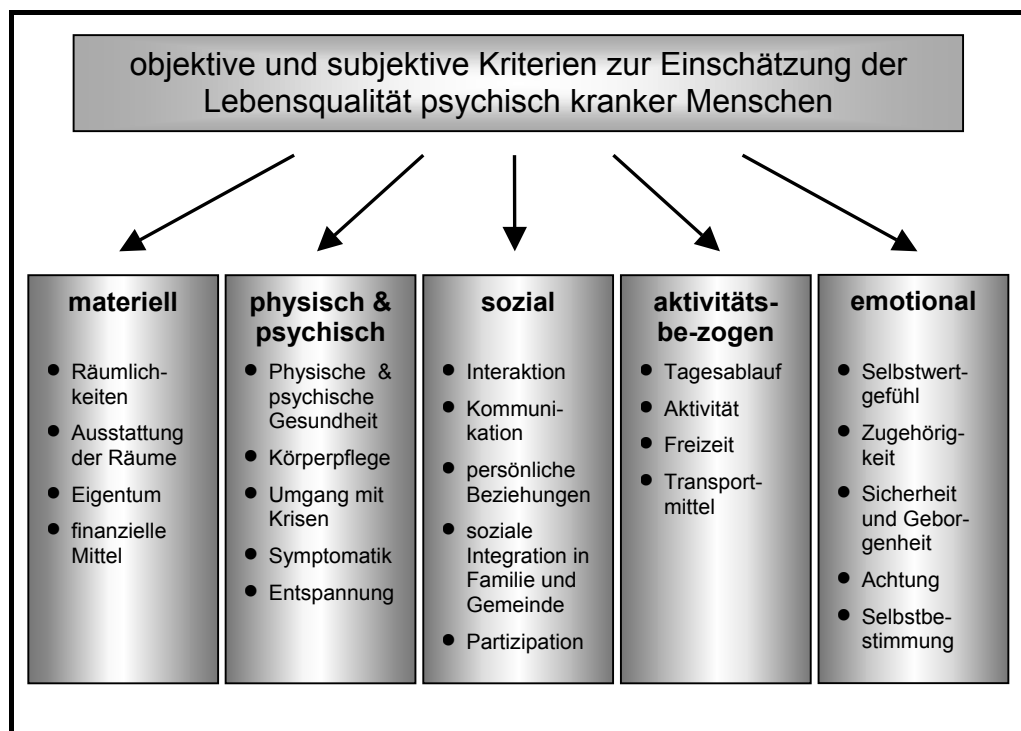 objektive und subjektive Kriterien zur Einschätzung der
Lebensqualität psychisch kranker Menschen
materiell
● Räumlich-
keiten
● Ausstattung
der Räume
● Eigentum
● finanzielle
Mittel
physisch &
psychisch
● Physische &
psychische
Gesundheit
● Körperpflege
● Umgang mit
Krisen
● Symptomatik
● Entspannung
sozial
● Interaktion
● Kommuni-
kation
● persönliche
Beziehungen
● soziale
Integration in
Familie und
Gemeinde
● Partizipation
aktivitäts-
be-zogen
● Tagesablauf
● Aktivität
● Freizeit
● Transport-
mittel
emotional
● Selbstwert-
gefühl
● Zugehörig-
keit
● Sicherheit
und Gebor-
genheit
● Achtung
● Selbstbe-
stimmung